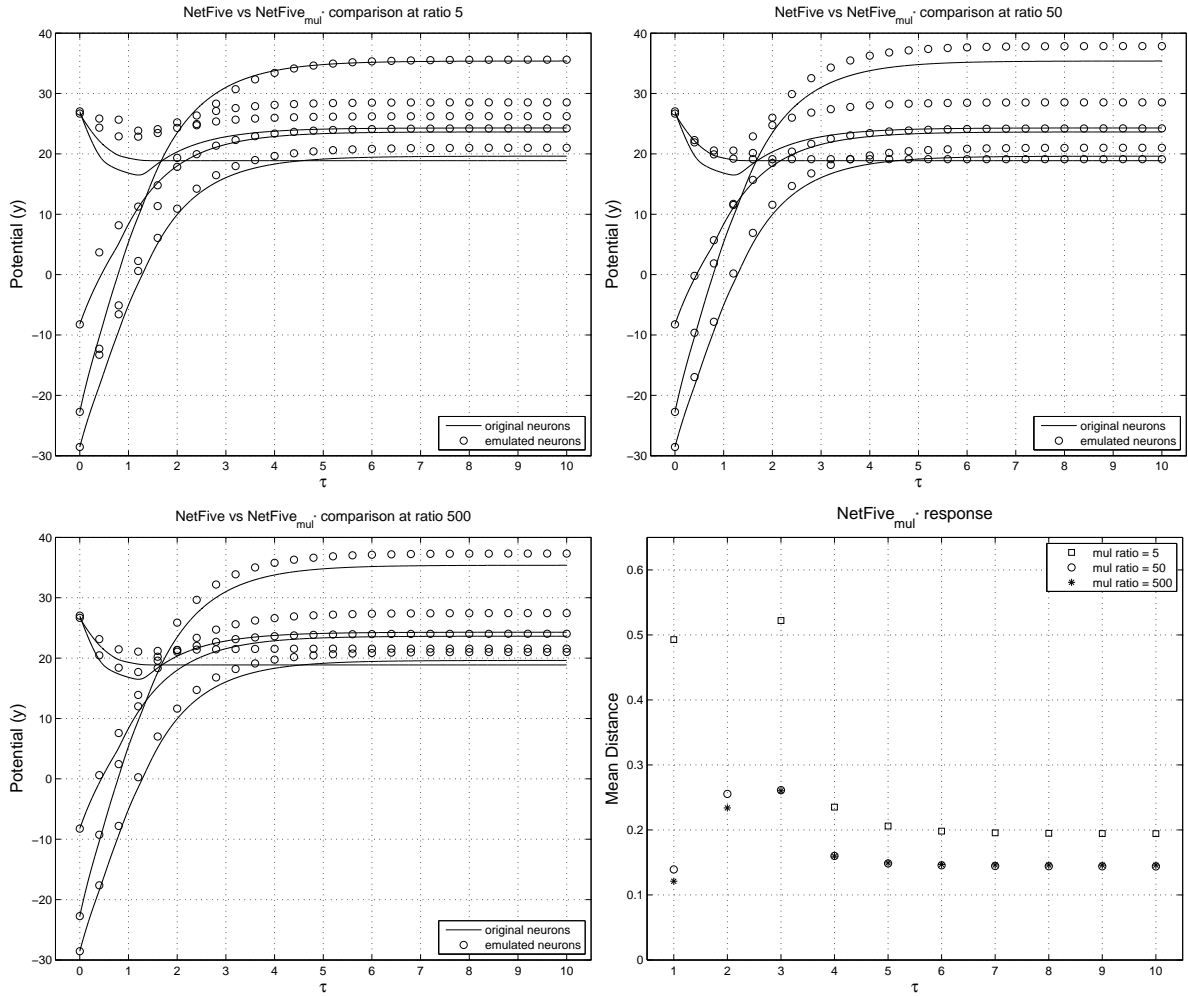 NetFive vs NetFive_mul* comparison at ratio 5
40
30
20
10
0
−10
−20
−30
Potential (y)
0 1 2 3 4 5 6 7 8 9 10
τ
original neurons
emulated neurons
NetFive vs NetFive_mul* comparison at ratio 50
40
30
20
10
0
−10
−20
−30
Potential (y)
0 1 2 3 4 5 6 7 8 9 10
τ
original neurons
emulated neurons
NetFive vs NetFive_mul* comparison at ratio 500
40
30
20
10
0
−10
−20
−30
Potential (y)
0 1 2 3 4 5 6 7 8 9 10
τ
original neurons
emulated neurons
NetFive_mul* response
0.6
0.5
0.4
0.3
0.2
0.1
0
Mean Distance
1 2 3 4 5 6 7 8 9 10
τ
mul ratio = 5
mul ratio = 50
mul ratio = 500